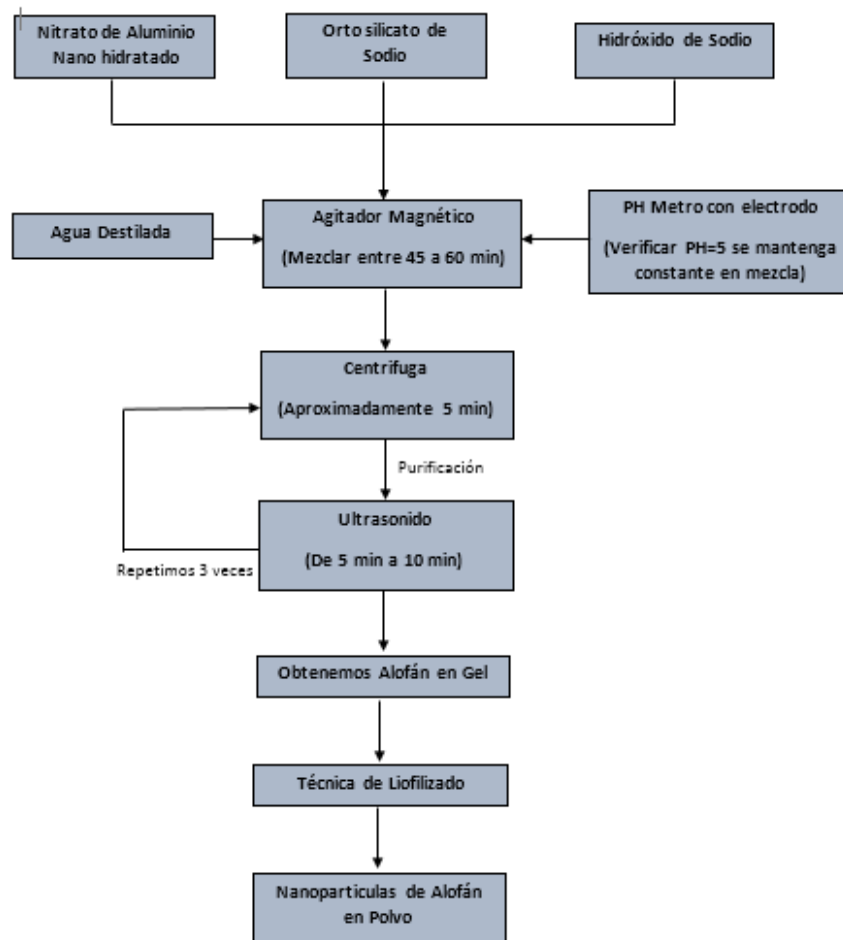 Nitrato de Aluminio
Nano hidratado
Orto silicato de
Sodio
Hidróxido de Sodio
Agua Destilada
Agitador Magnético
(Mezclar entre 45 a 60 min)
PH Metro con electrodo
(Verificar PH=5 se mantenga
constante en mezcla)
Centrifuga
(Aproximadamente 5 min)
Purificación
Ultrasonido
(De 5 min a 10 min)
Repetimos 3 veces
Obtenemos Alofán en Gel
Técnica de Liofilizado
Nanoparticulas de Alofán
en Polvo